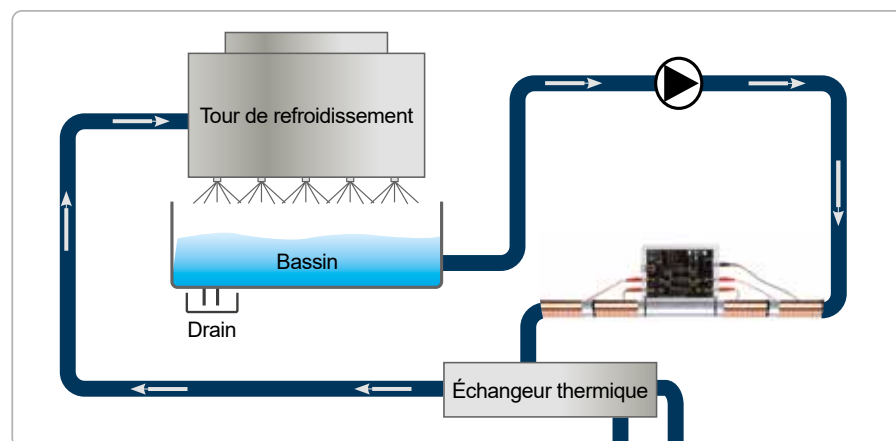 Tour de refroidissement
Bassin
Drain
Échangeur thermique